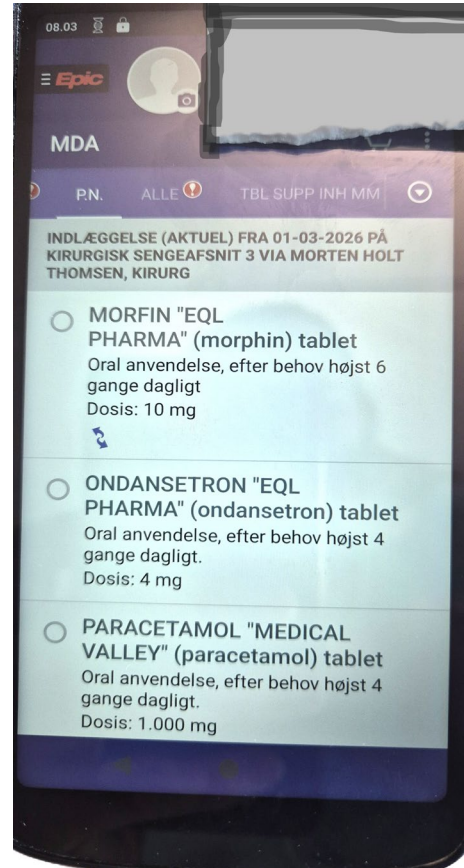 08.03
Epic
MDA
P.N.
ALLE
TBL SUPP INH MM
INDLÆGGELSE (AKTUEL) FRA 01-03-2026 PÅ
KIRURGISK SENGEAFSNIT 3 VIA MORTEN HOLT
THOMSEN, KIRURG
MORFIN "EQL
PHARMA" (morphin) tablet
Oral anvendelse, efter behov højst 6
gange dagligt
Dosis: 10 mg
ONDANSETRON "EQL
PHARMA" (ondansetron) tablet
Oral anvendelse, efter behov højst 4
gange dagligt.
Dosis: 4 mg
PARACETAMOL "MEDICAL
VALLEY" (paracetamol) tablet
Oral anvendelse, efter behov højst 4
gange dagligt.
Dosis: 1.000 mg